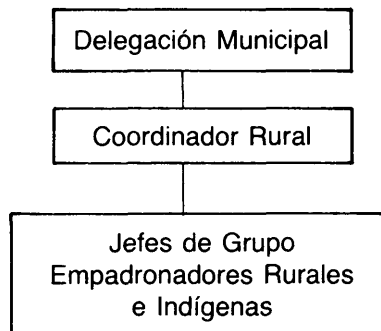 Delegación Municipal
Coordinador Rural
Jefes de Grupo
Empadronadores Rurales
e Indígenas